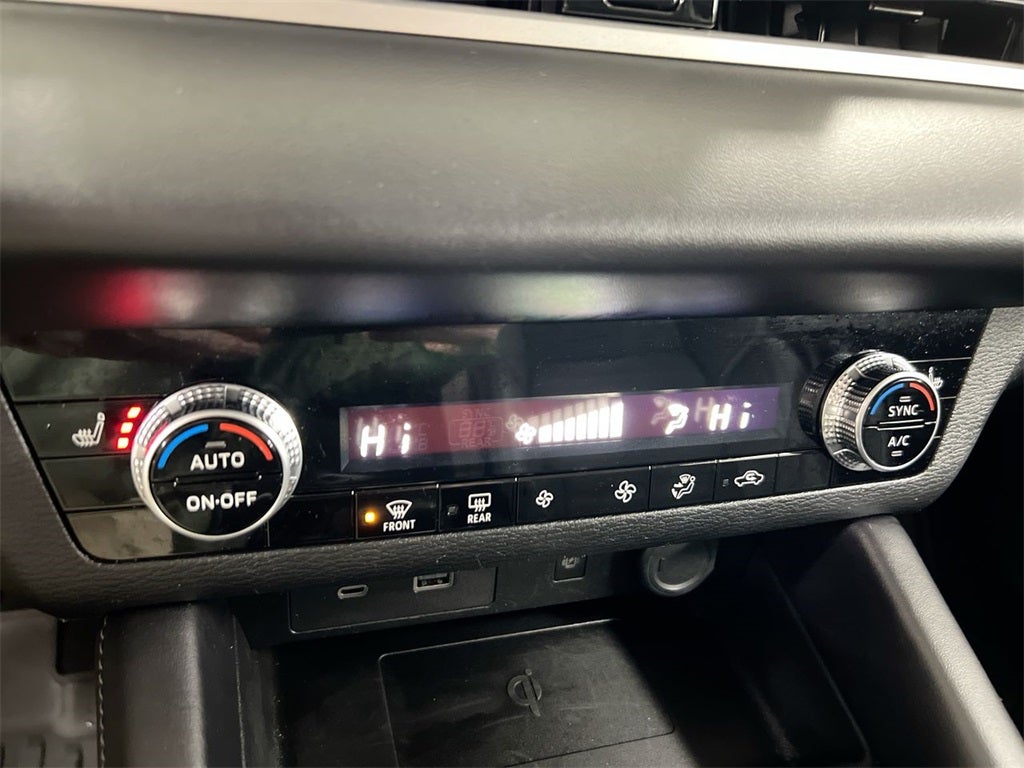 SYNC
Hi
REAR
Hi
AUTO
ON·OFF
SYNC
A/C
FRONT
REAR